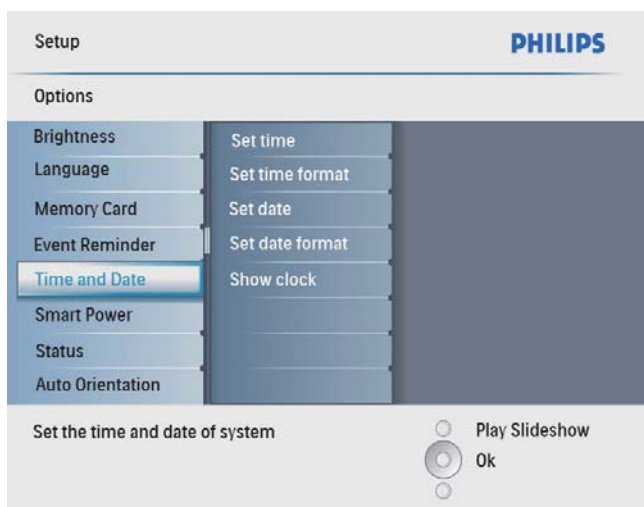 Setup
PHILIPS
Options
Brightness
Language
Memory Card
Event Reminder
Time and Date
Smart Power
Status
Auto Orientation
Set time
Set time format
Set date
Set date format
Show clock
Set the time and date of system
Play Slideshow
Ok